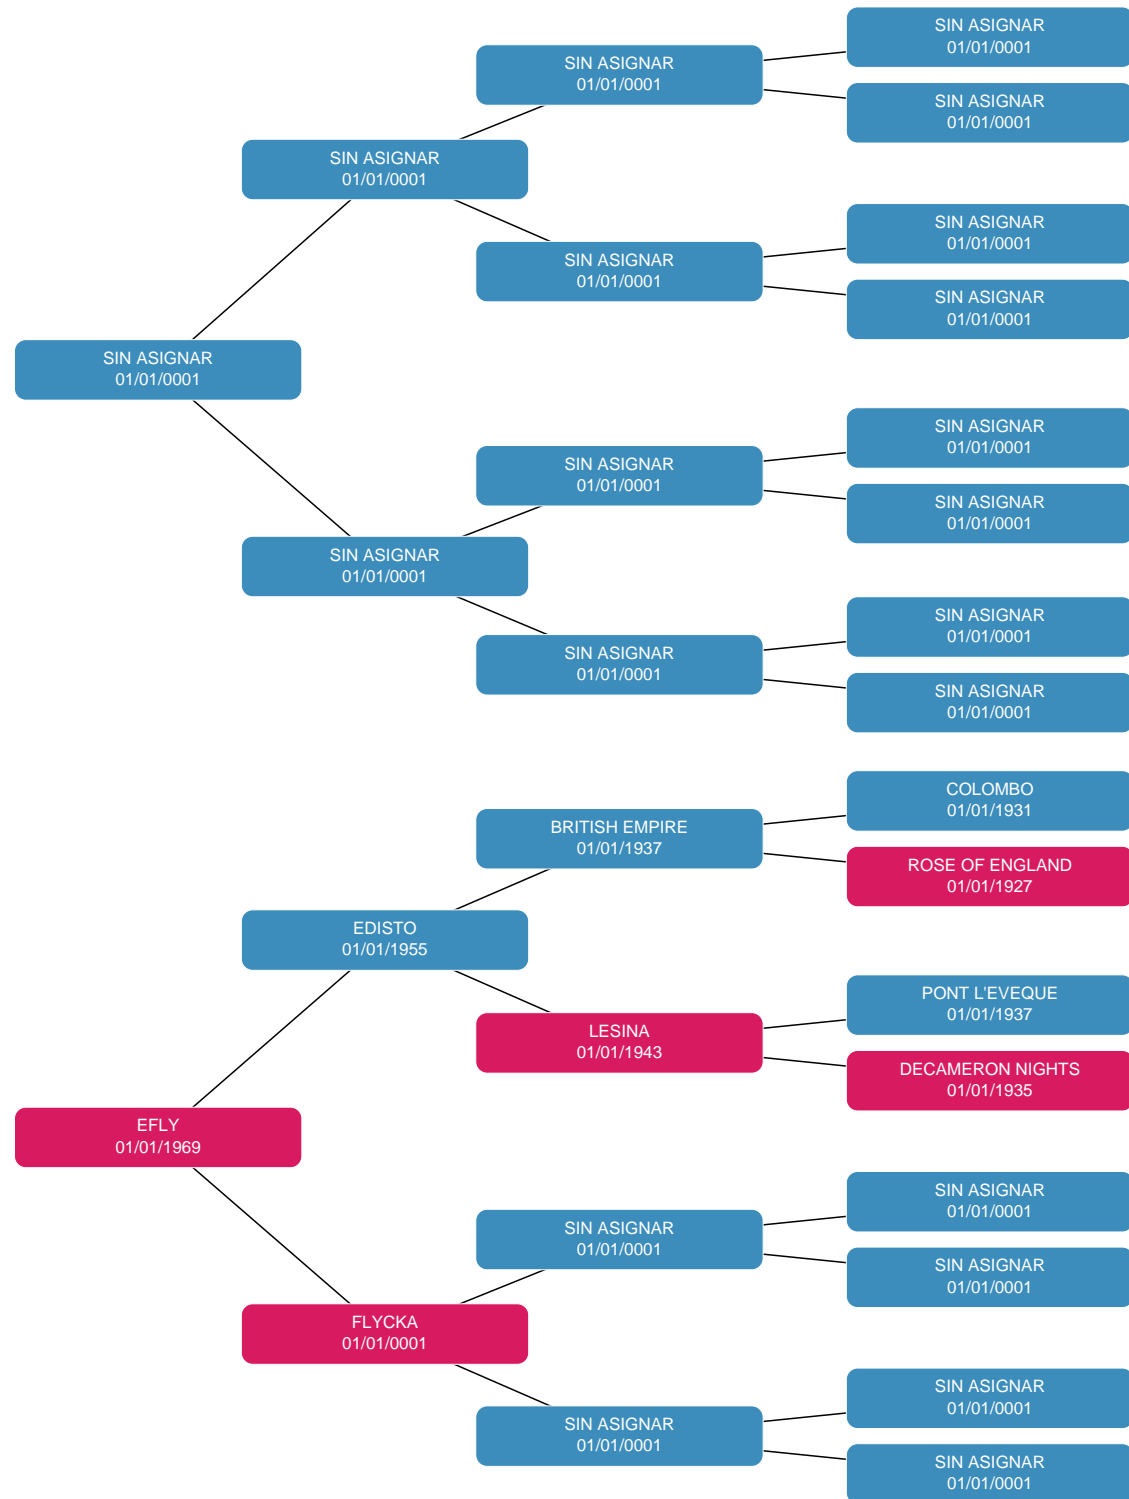 SIN ASIGNAR
01/01/0001
SIN ASIGNAR
01/01/0001
SIN ASIGNAR
01/01/0001
SIN ASIGNAR
01/01/0001
SIN ASIGNAR
01/01/0001
SIN ASIGNAR
01/01/0001
SIN ASIGNAR
01/01/0001
SIN ASIGNAR
01/01/0001
SIN ASIGNAR
01/01/0001
SIN ASIGNAR
01/01/0001
SIN ASIGNAR
01/01/0001
SIN ASIGNAR
01/01/0001
SIN ASIGNAR
01/01/0001
SIN ASIGNAR
01/01/0001
SIN ASIGNAR
01/01/0001
COLOMBO
01/01/1931
BRITISH EMPIRE
01/01/1937
ROSE OF ENGLAND
01/01/1927
EDISTO
01/01/1955
PONT L'EVEQUE
01/01/1937
LESINA
01/01/1943
DECAMERON NIGHTS
01/01/1935
EFLY
01/01/1969
SIN ASIGNAR
01/01/0001
SIN ASIGNAR
01/01/0001
SIN ASIGNAR
01/01/0001
FLYCKA
01/01/0001
SIN ASIGNAR
01/01/0001
SIN ASIGNAR
01/01/0001
SIN ASIGNAR
01/01/0001